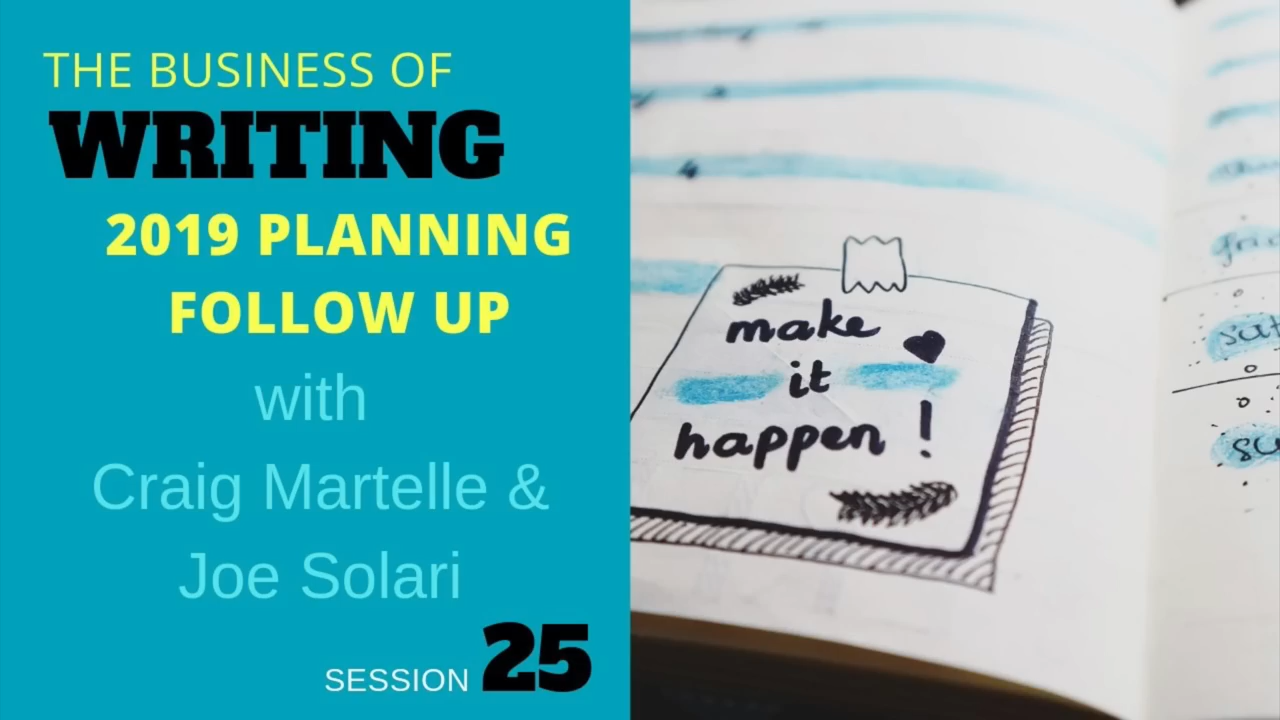 THE BUSINESS OF
WRITING
2019 PLANNING
FOLLOW UP
with
Craig Martelle &
Joe Solari
SESSION 25
make
it
happen !